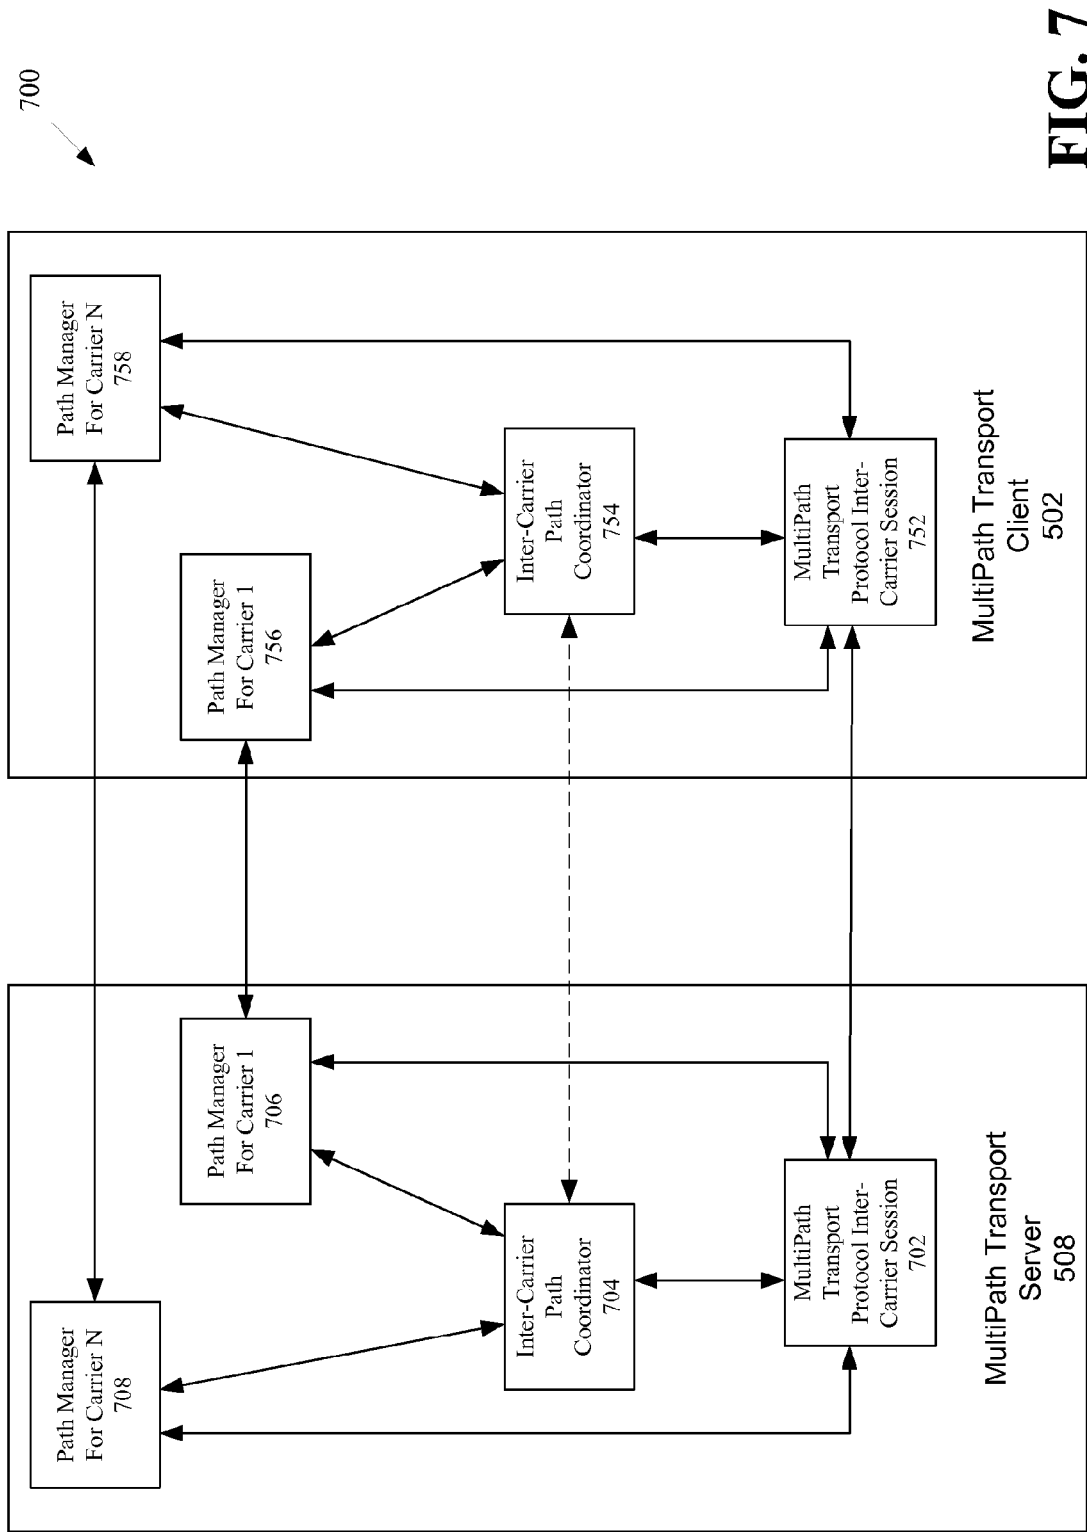 700
Path Manager
For Carrier N
708
Path Manager
For Carrier 1
706
Inter-Carrier
Path
Coordinator
704
MultiPath
Transport
Protocol Inter-
Carrier Session
702
MultiPath Transport
Server
508
Path Manager
For Carrier N
758
Path Manager
For Carrier 1
756
Inter-Carrier
Path
Coordinator
754
MultiPath
Transport
Protocol Inter-
Carrier Session
752
MultiPath Transport
Client
502
FIG. 7